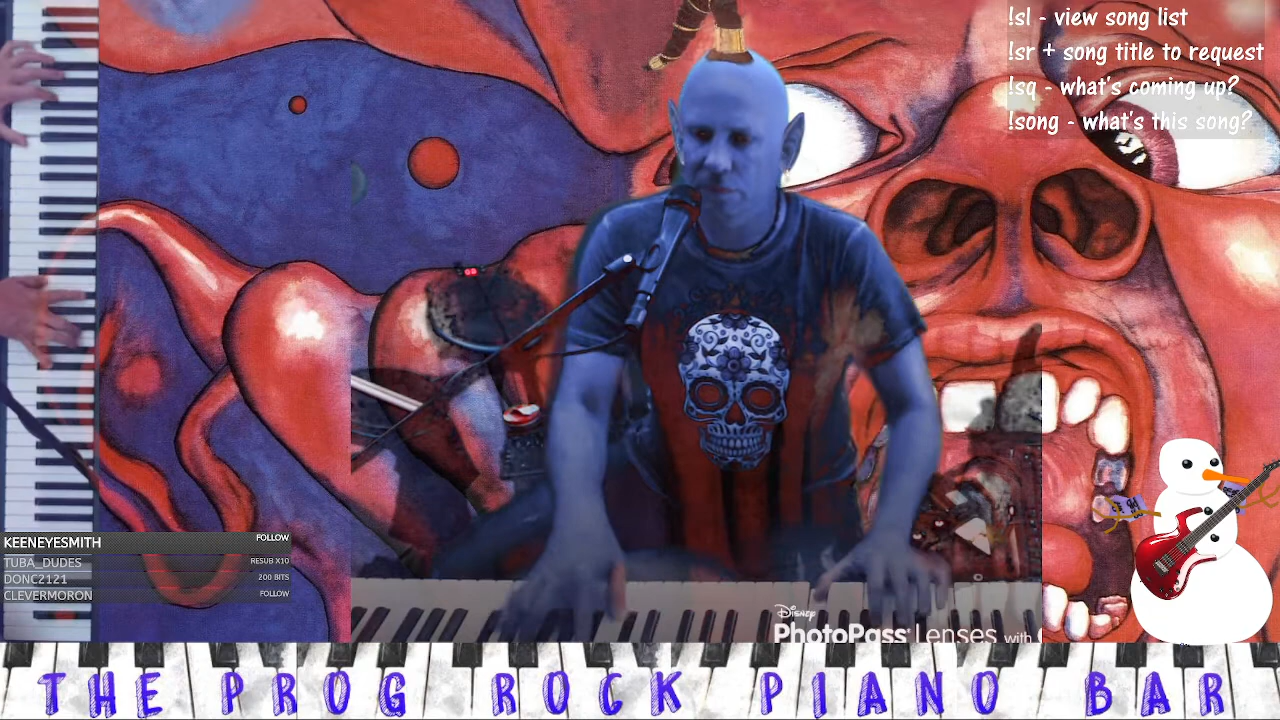 !sl - view song list
!sr + song title to request
!sq - what's coming up?
!song - what's this song?
KEENEYESMITH FOLLOW
TUBA_DUDES RESUB X10
DONC2121 200 BITS
CLEVERMORON FOLLOW
Disney
PhotoPass Lenses with
THE PROG ROCK PIANO BAR